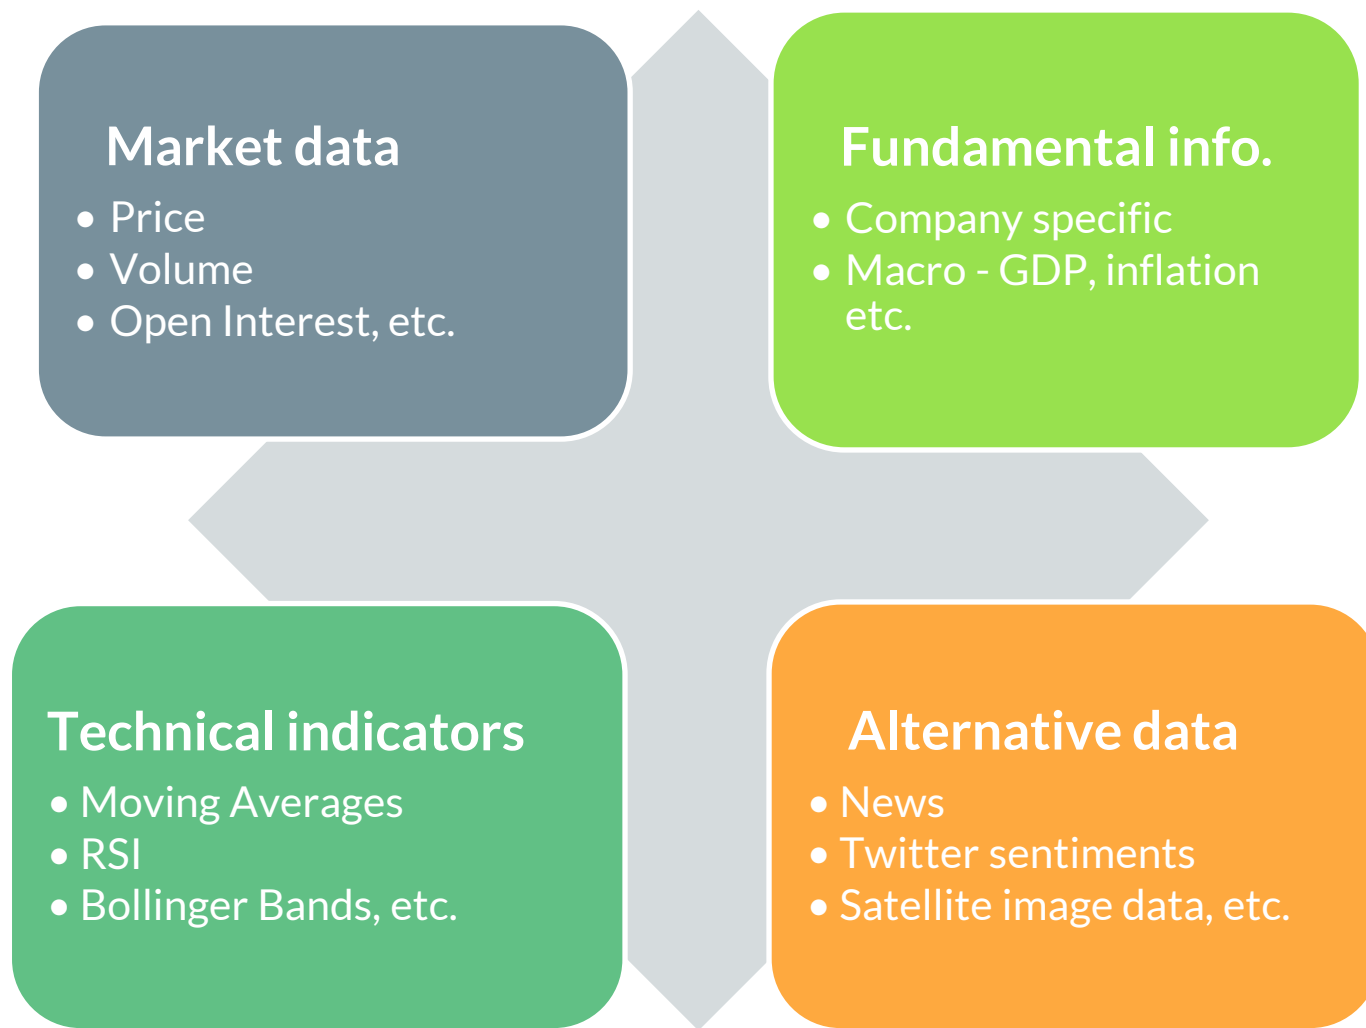 Market data
• Price
• Volume
• Open Interest, etc.
Fundamental info.
• Company specific
• Macro - GDP, inflation
etc.
Technical indicators
• Moving Averages
• RSI
• Bollinger Bands, etc.
Alternative data
• News
• Twitter sentiments
• Satellite image data, etc.